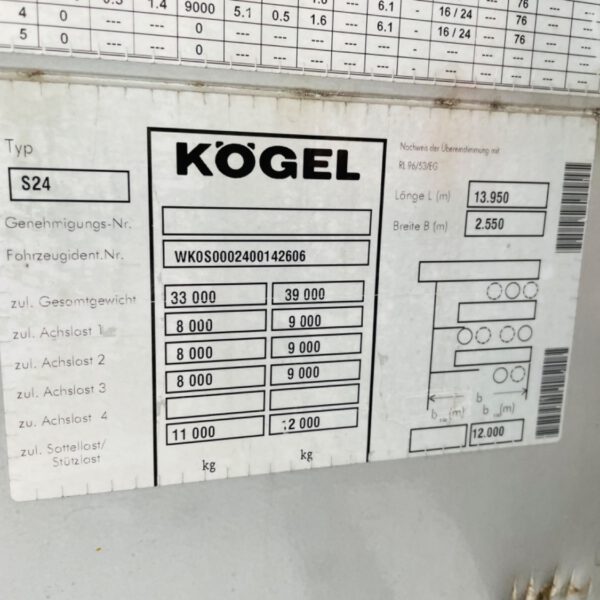 1.4 9000 5.1 0.5 1.6 --- 6.1 - 16 / 24 --- 76
4 0 --- --- 0 --- --- --- --- 6.1 - 16 / 24 --- 76
5 0 --- --- 0 --- --- --- --- --- - --- --- ---
KÖGEL
Typ
S24
Genehmigungs-Nr.
Fahrzeugident.Nr. WK0S0002400142606
zul. Gesamtgewicht 33 000 39 000
zul. Achslast 1 8 000 9 000
zul. Achslast 2 8 000 9 000
zul. Achslast 3 8 000 9 000
zu. Achslast 4
zul. Sattellast/
Stützlast 11 000 12 000
kg kg
Nachweis der Übereinstimmung mit
RL 96/53/EG
Länge L (m) 13.950
Breite B (m) 2.550
b
b (m) b (m)
12.000